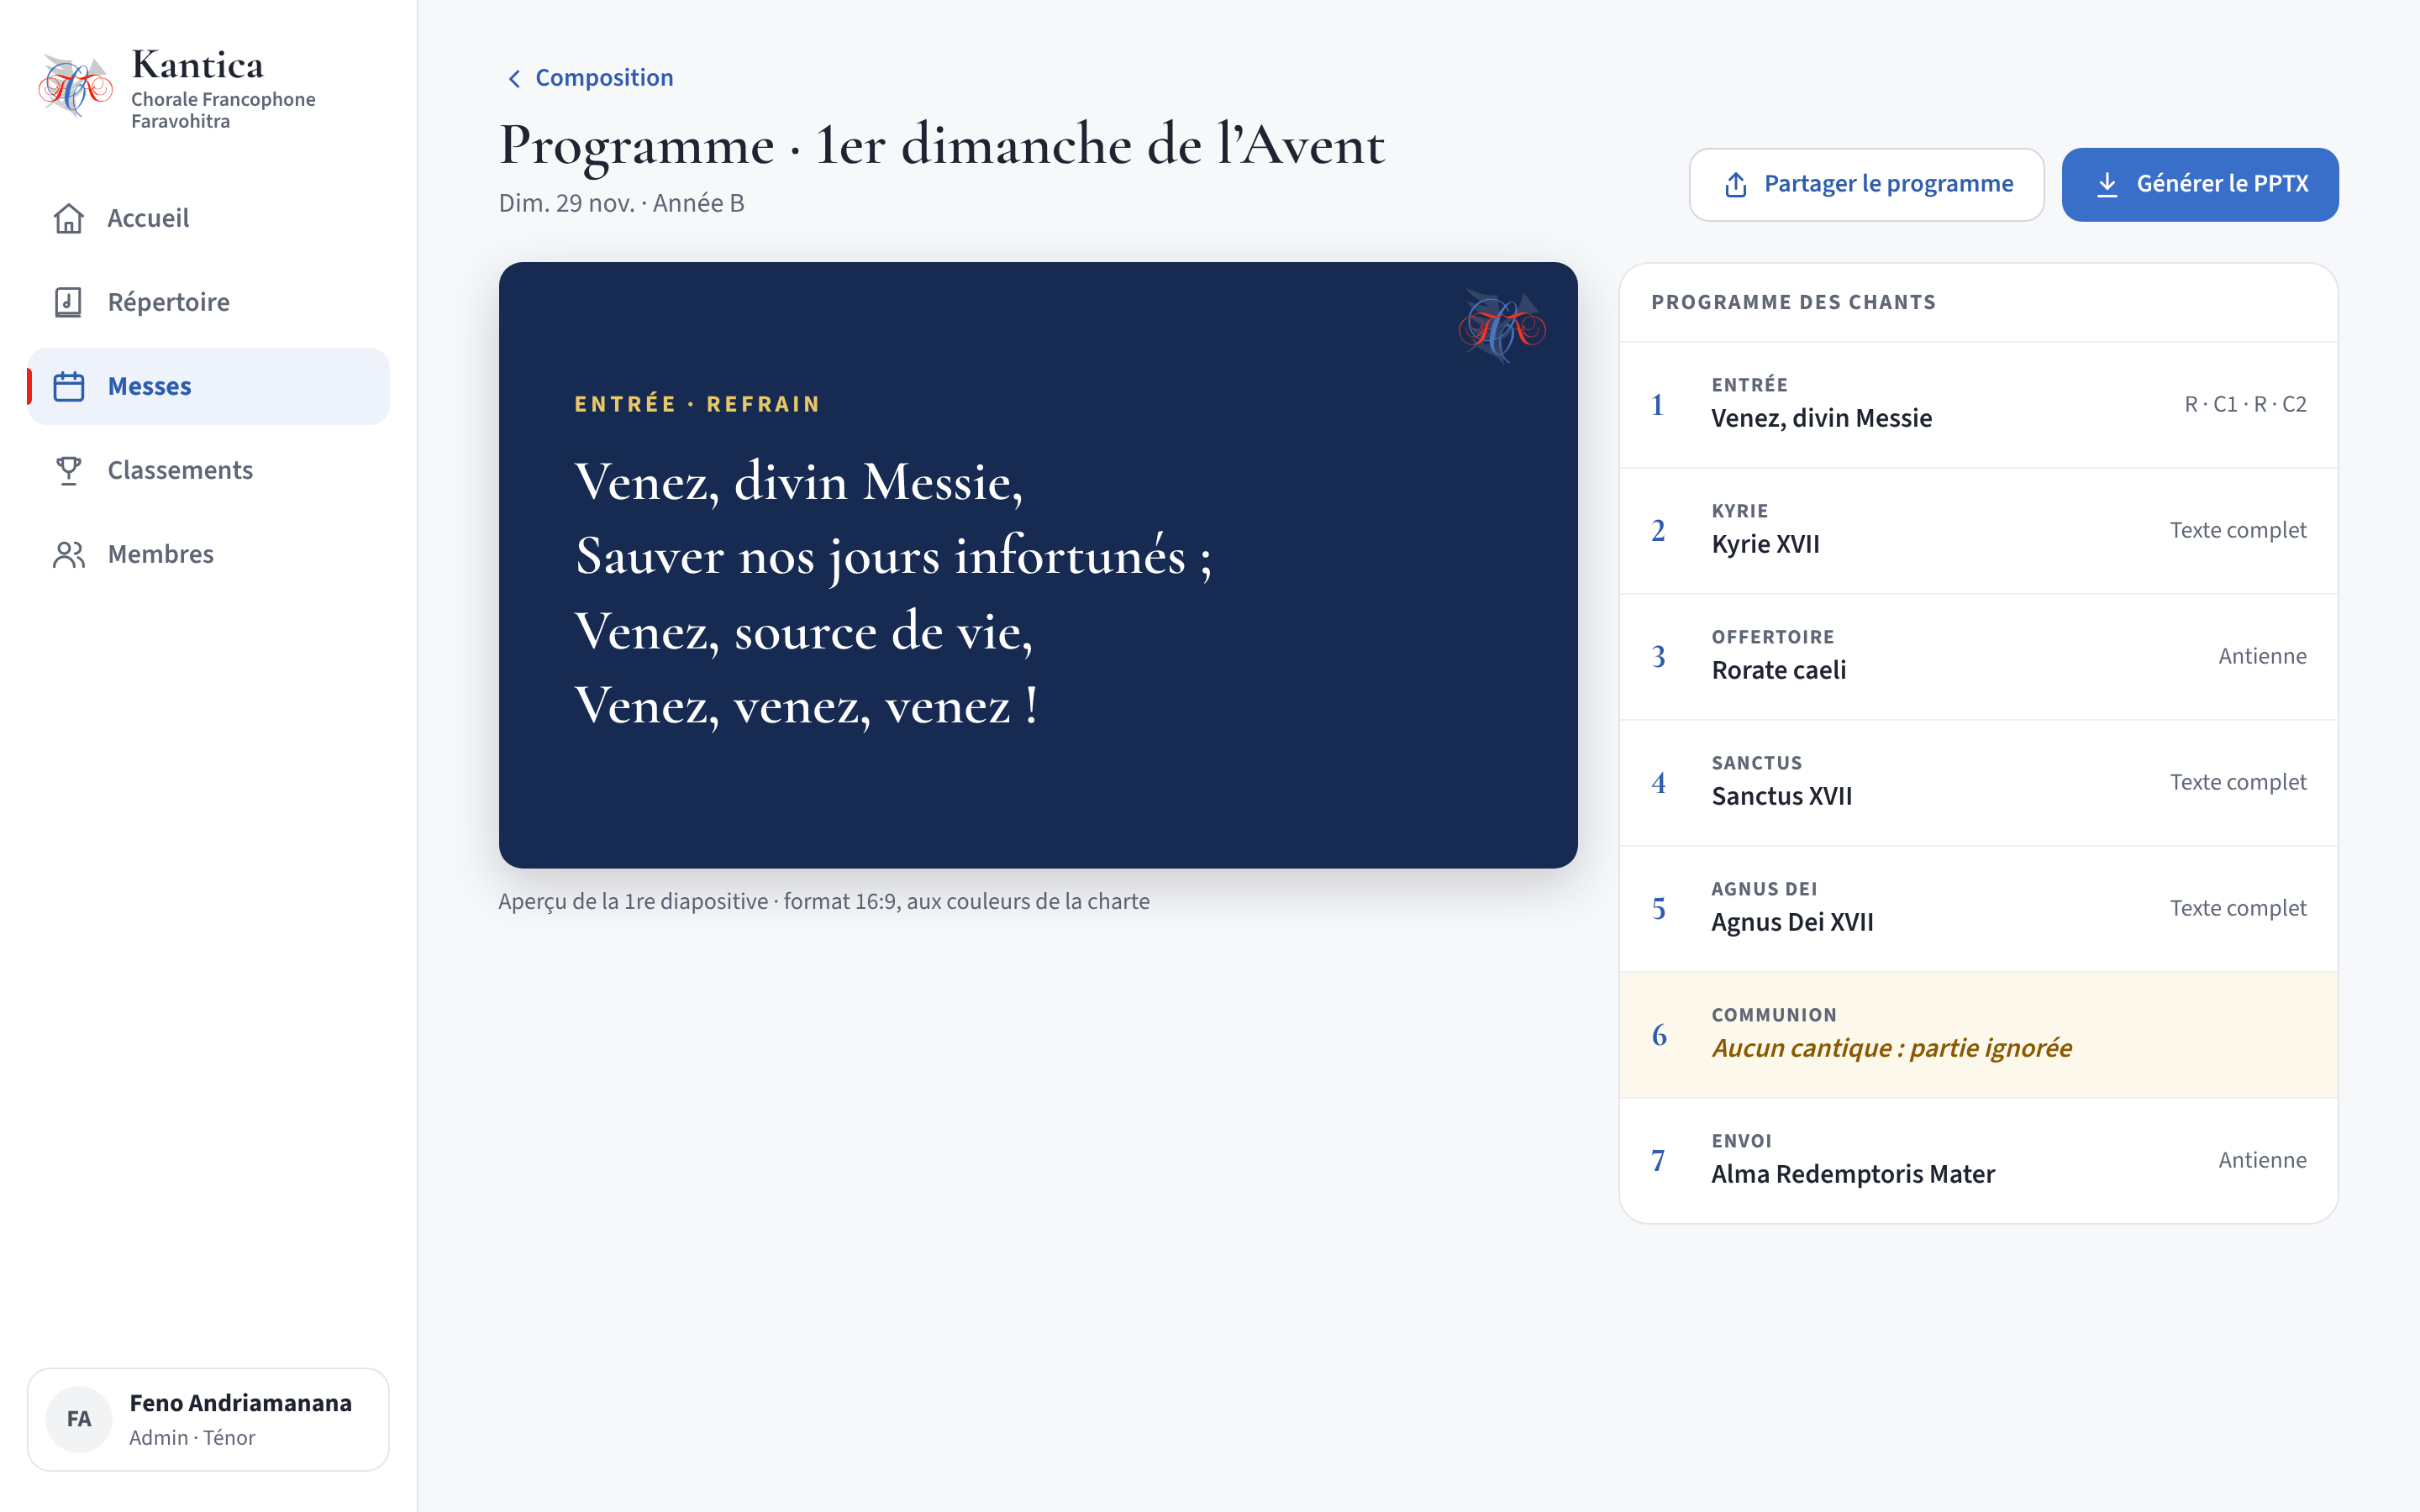 Kantica
Chorale Francophone
Faravohitra
Accueil
Répertoire
Messes
Classements
Membres
FA
Feno Andriamanana
Admin · Ténor
Composition
Programme · 1er dimanche de l’Avent
Dim. 29 nov. · Année B
Partager le programme
Générer le PPTX
ENTRÉE · REFRAIN
Venez, divin Messie,
Sauver nos jours infortunés ;
Venez, source de vie,
Venez, venez, venez !
Aperçu de la 1re diapositive · format 16:9, aux couleurs de la charte
PROGRAMME DES CHANTS
1
ENTRÉE
Venez, divin Messie
R · C1 · R · C2
2
KYRIE
Kyrie XVII
Texte complet
3
OFFERTOIRE
Rorate caeli
Antienne
4
SANCTUS
Sanctus XVII
Texte complet
5
AGNUS DEI
Agnus Dei XVII
Texte complet
6
COMMUNION
Aucun cantique : partie ignorée
7
ENVOI
Alma Redemptoris Mater
Antienne